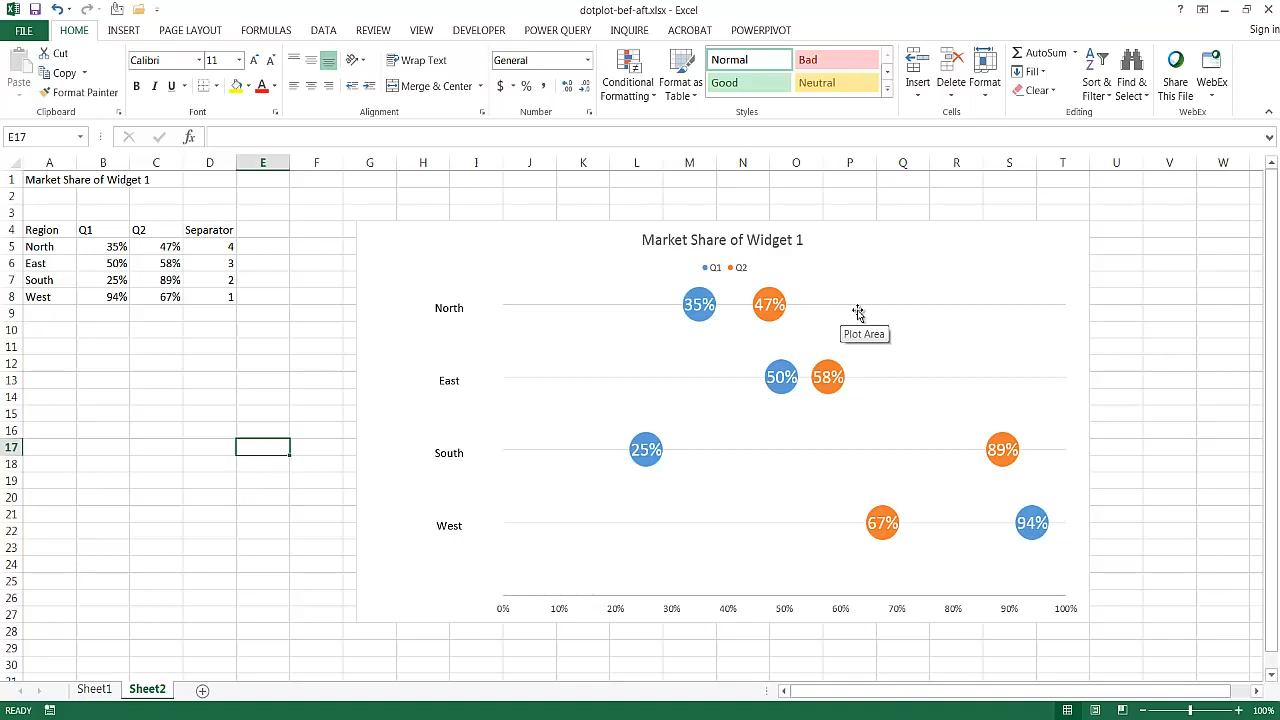 dotplot-bef-aft.xlsx - Excel
Sign in
FILE HOME INSERT PAGE LAYOUT FORMULAS DATA REVIEW VIEW DEVELOPER POWER QUERY INQUIRE ACROBAT POWERPIVOT
Paste
Cut
Copy
Format Painter
Clipboard
Calibri 11
B I U
Font
Wrap Text
Merge & Center
Alignment
General
$ % ,
Number
Conditional Formatting
Format as Table
Normal Bad
Good Neutral
Styles
Insert Delete Format
Cells
AutoSum
Fill
Clear
Sort & Filter
Find & Select
Editing
Share This File
WebEx
WebEx
E17
fx
A B C D E F G H I J K L M N O P Q R S T U V W
1 Market Share of Widget 1
2
3
4 Region Q1 Q2 Separator
5 North 35% 47% 4
6 East 50% 58% 3
7 South 25% 89% 2
8 West 94% 67% 1
9
10
11
12
13
14
15
16
17
18
19
20
21
22
23
24
25
26
27
28
29
30
Market Share of Widget 1
Q1 Q2
North 35% 47%
Plot Area
East 50% 58%
South 25% 89%
West 67% 94%
0% 10% 20% 30% 40% 50% 60% 70% 80% 90% 100%
Sheet1 Sheet2
READY
100%